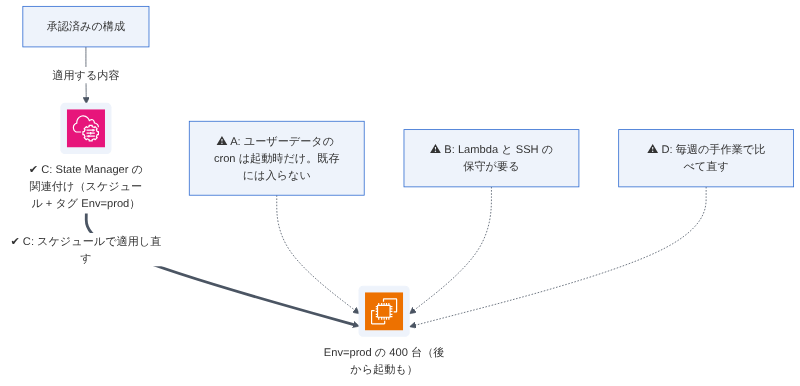 承認済みの構成
適用する内容
✔ C: State Manager の
関連付け（スケジュー
ル + タグ Env=prod）
✔ C: スケジュールで適用し直
す
⚠ A: ユーザーデータの
cron は起動時だけ。既存
には入らない
⚠ B: Lambda と SSH の
保守が要る
⚠ D: 毎週の手作業で比
べて直す
Env=prod の 400 台（後
から起動も）